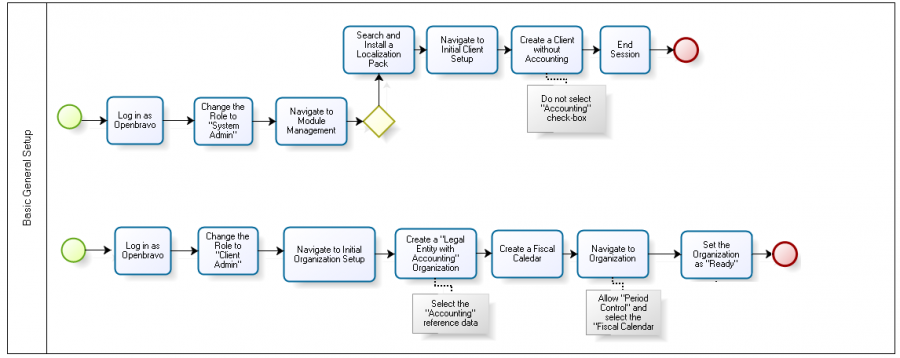 Basic General Setup
Log in as
Openbravo
Change the
Role to
"System
Admin"
Navigate to
Module
Management
Search and
Install a
Localization
Pack
Navigate to
Initial Client
Setup
Create a Client
without
Accounting
End
Session
Do not select
"Accounting"
check-box
Log in as
Openbravo
Change the
Role to
"Client
Admin"
Navigate to Initial
Organization Setup
Create a "Legal
Entity with
Accounting"
Organization
Create a Fiscal
Caledar
Navigate to
Organization
Set the
Organization
as "Ready"
Select the
"Accounting"
reference data
Allow "Period
Control" and
select the
"Fiscal Calendar